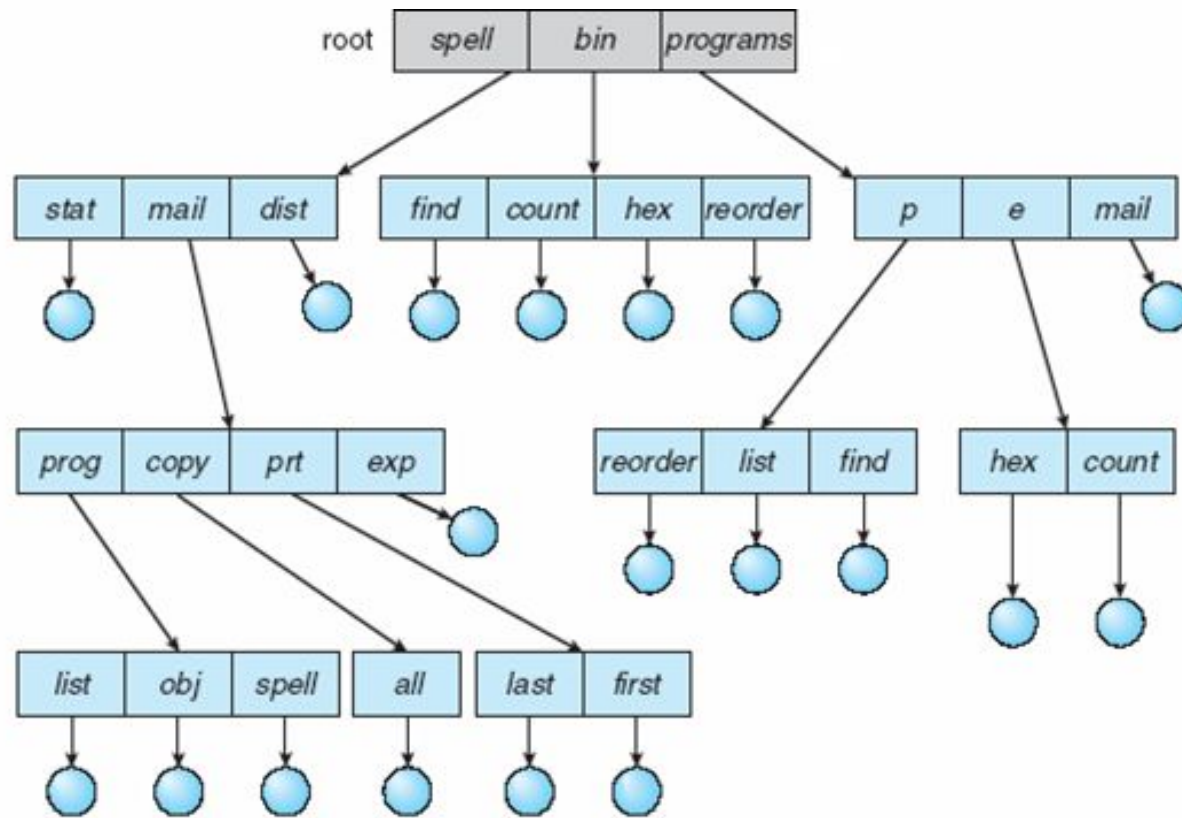 root spell bin programs
stat mail dist find count hex reorder p e mail
prog copy prt exp reorder list find hex count
list obj spell all last first